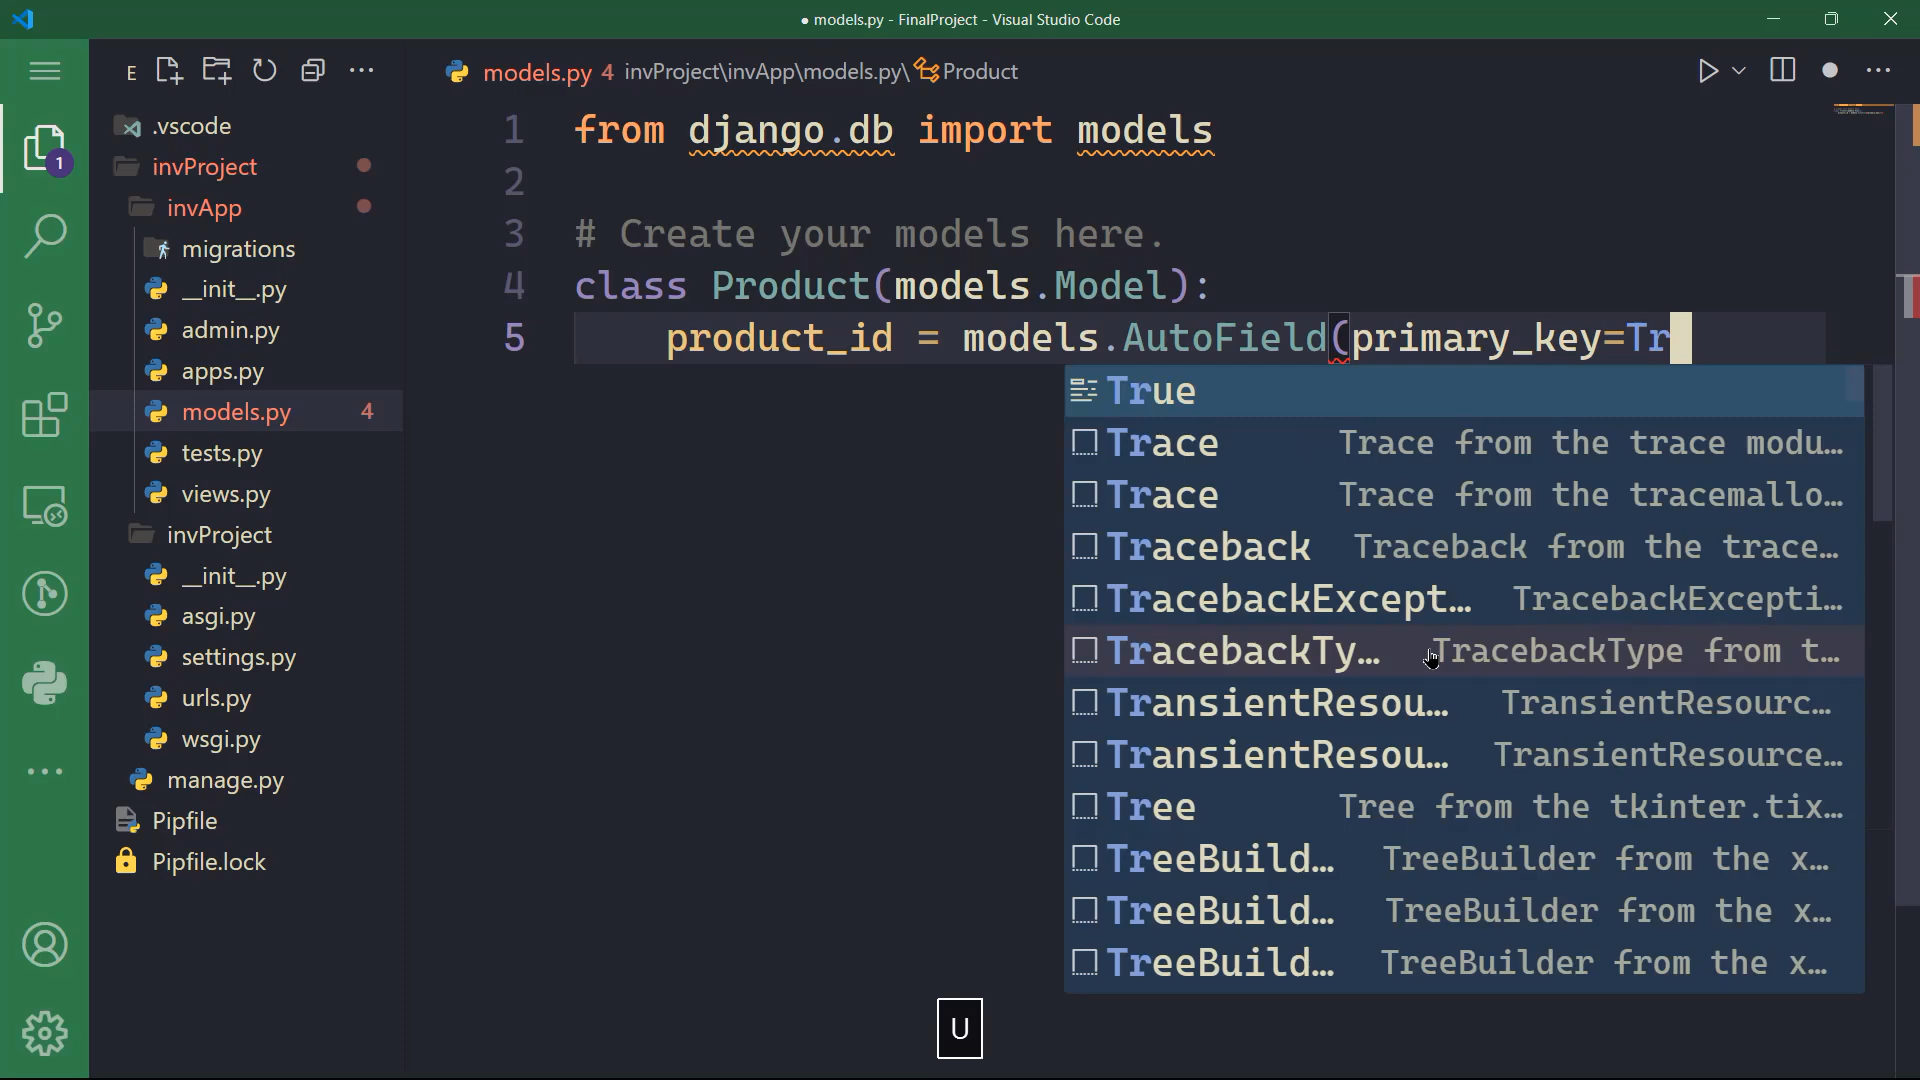 ● models.py - FinalProject - Visual Studio Code
E
models.py 4 invProject\invApp\models.py\ Product
.vscode
invProject
invApp
migrations
__init__.py
admin.py
apps.py
models.py 4
tests.py
views.py
invProject
__init__.py
asgi.py
settings.py
urls.py
wsgi.py
manage.py
Pipfile
Pipfile.lock
1
1 from django.db import models
2
3 # Create your models here.
4 class Product(models.Model):
5 product_id = models.AutoField(primary_key=Tr
True
Trace Trace from the trace modu…
Trace Trace from the tracemallo…
Traceback Traceback from the trace…
TracebackExcept… TracebackExcepti…
TracebackTy… TracebackType from t…
TransientResou… TransientResourc…
TransientResou… TransientResource…
Tree Tree from the tkinter.tix…
TreeBuild… TreeBuilder from the x…
TreeBuild… TreeBuilder from the x…
TreeBuild… TreeBuilder from the x…
U